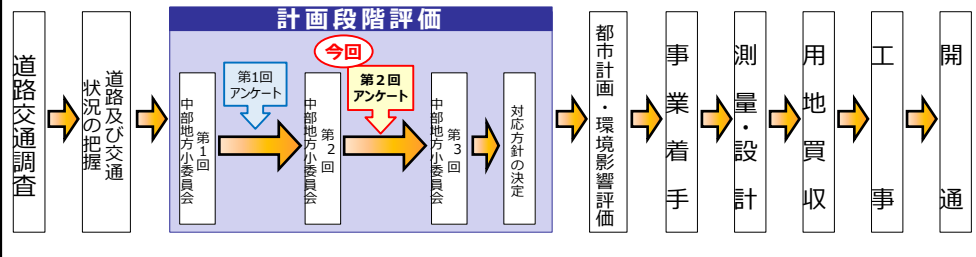 計画段階評価
道路交通調査
道路及び交通
状況の把握
第1回
中部地方小委員会
第1回
アンケート
第2回
中部地方小委員会
今回
第2回
アンケート
第3回
中部地方小委員会
対応方針の決定
都市計画・環境影響評価
事業着手
測量・設計
用地買収
工事
開通